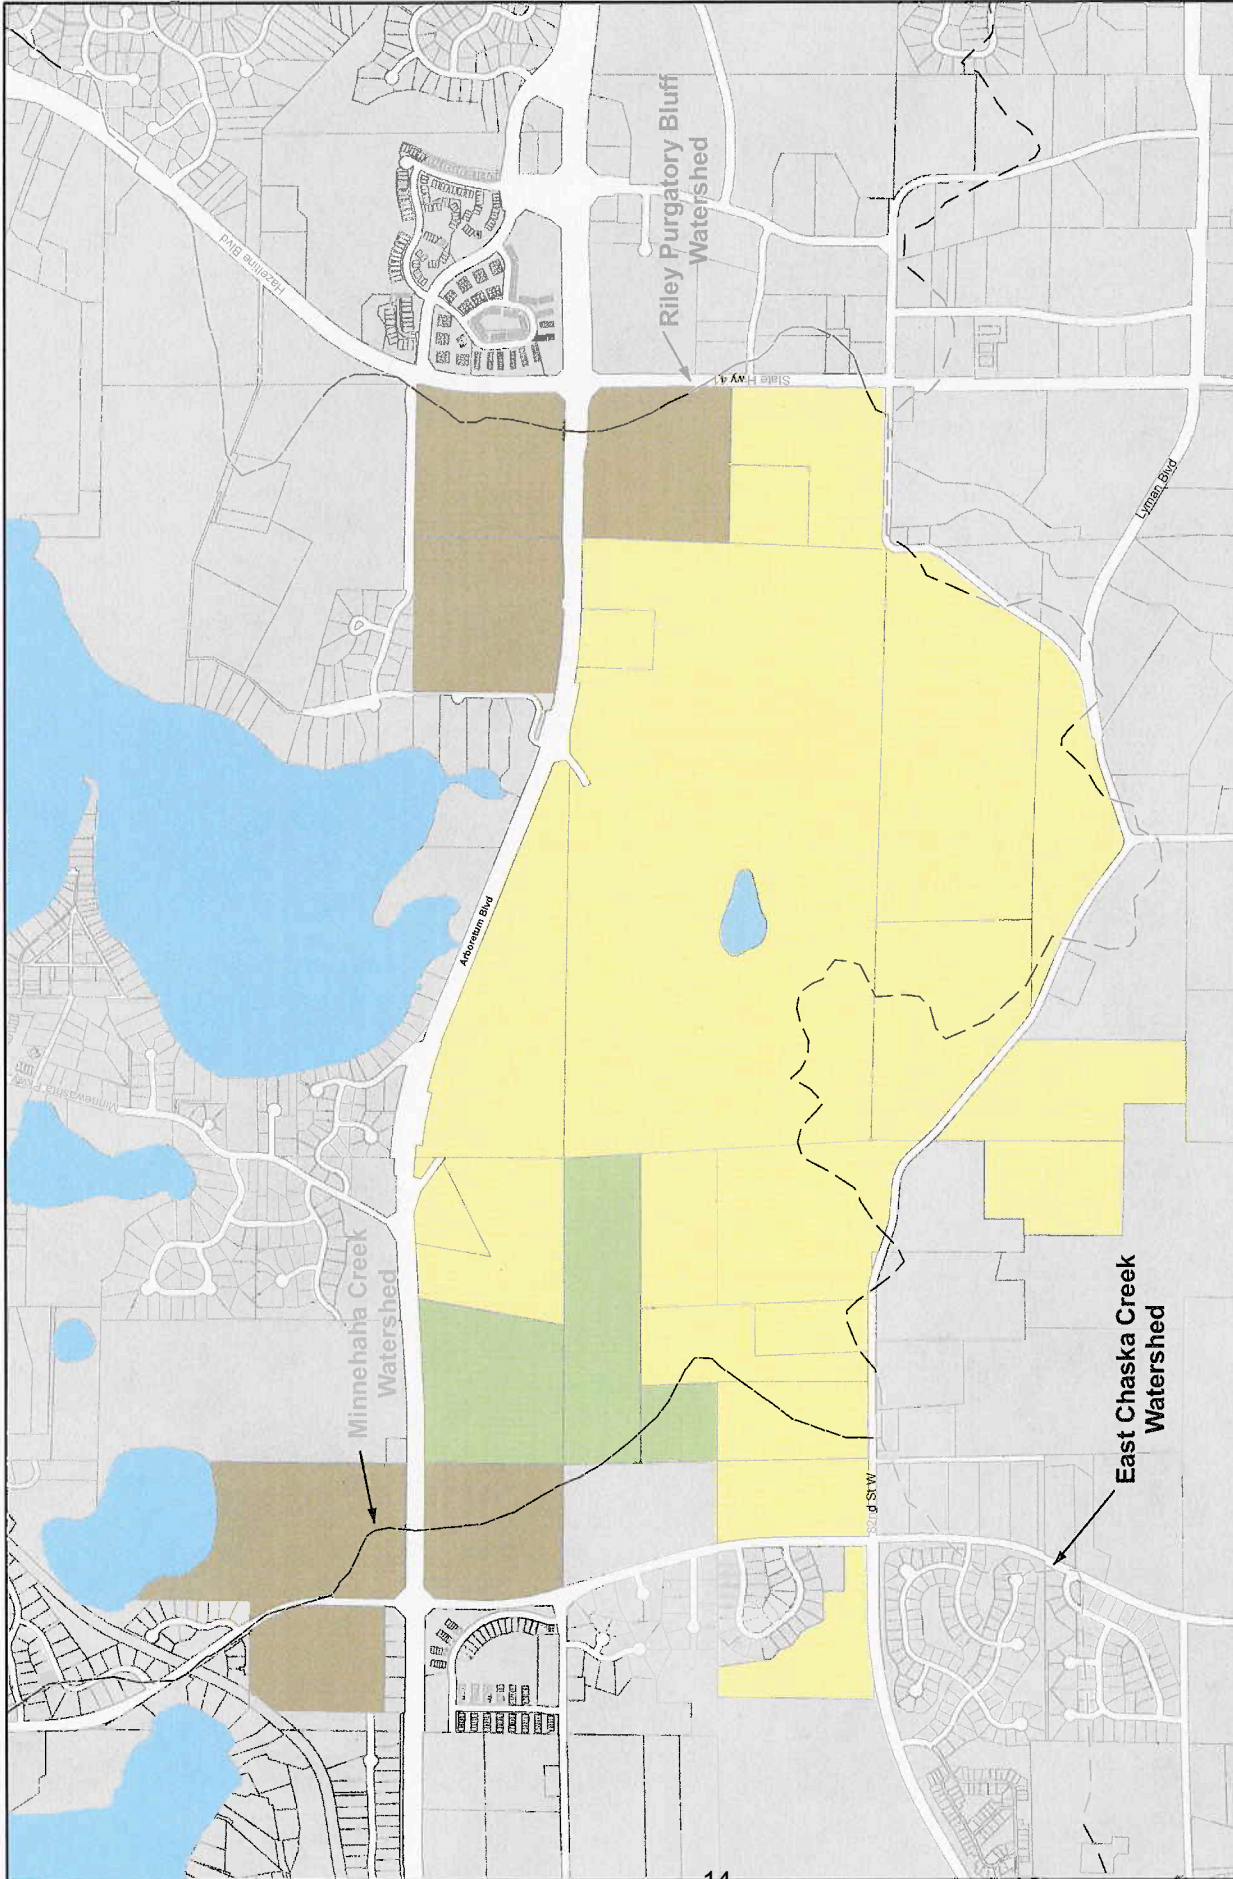 Hazeltine Blvd
Riley Purgatory Bluff
Watershed
State Hwy 41
Lyman Blvd
Arboretum Blvd
Minnewashta Pkwy
Minnehaha Creek
Watershed
East Chaska Creek
Watershed
82nd St W
14